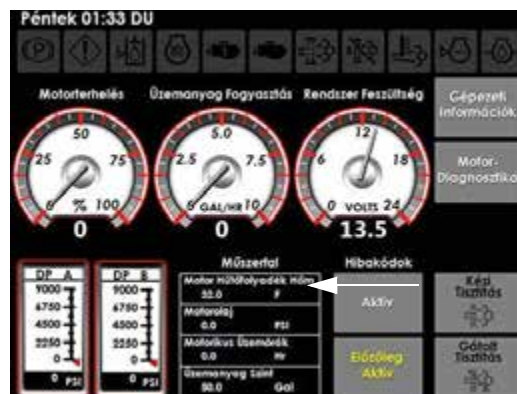 Péntek 01:33 DU
Motorterhelés Üzemanyag Fogyasztás Rendszer Feszültség
Gépezeti Információk
50
25 75
0 % 100
0
5.0
2.5 7.5
0 GAL/HR 10
0
12
6 18
0 VOLTS 24
13.5
Motor-
Diagnosztika
DP A
9000
6750
4500
2250
0
0 PSI
DP B
9000
6750
4500
2250
0
0 PSI
Műszerfal
Motor Hűtőfolyadék Hőm
32.0 F
Motorolaj
0.0 PSI
Motorikus Üzemórák
0.0 Hr
Üzemanyag Szint
50.0 Gal
Hibakódok
Aktív
Előzőleg
Aktív
Kézi
Tisztítás
Gátolt
Tisztítás